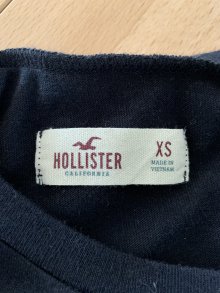 HOLLISTER
CALIFORNIA
XS
MADE IN
VIETNAM